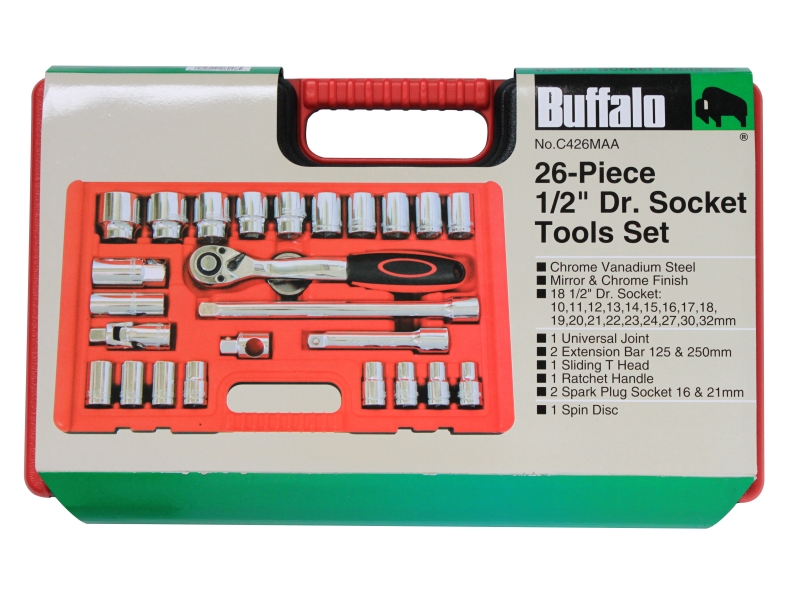 Buffalo
®
No.C426MAA
26-Piece
1/2" Dr. Socket
Tools Set
■ Chrome Vanadium Steel
■ Mirror & Chrome Finish
■ 18 1/2" Dr. Socket:
10,11,12,13,14,15,16,17,18,
19,20,21,22,23,24,27,30,32mm
■ 1 Universal Joint
■ 2 Extension Bar 125 & 250mm
■ 1 Sliding T Head
■ 1 Ratchet Handle
■ 2 Spark Plug Socket 16 & 21mm
■ 1 Spin Disc